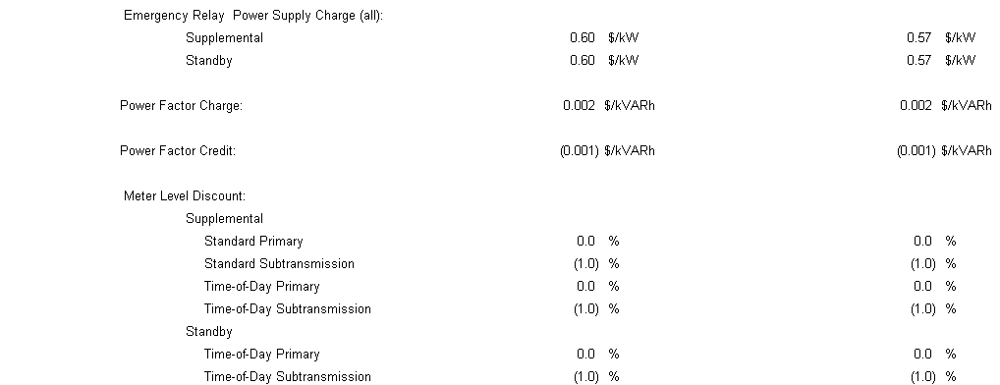 Emergency Relay Power Supply Charge (all):
Supplemental 0.60 $/kW 0.57 $/kW
Standby 0.60 $/kW 0.57 $/kW
Power Factor Charge: 0.002 $/kVARh 0.002 $/kVARh
Power Factor Credit: (0.001) $/kVARh (0.001) $/kVARh
Meter Level Discount:
Supplemental
Standard Primary 0.0 % 0.0 %
Standard Subtransmission (1.0) % (1.0) %
Time-of-Day Primary 0.0 % 0.0 %
Time-of-Day Subtransmission (1.0) % (1.0) %
Standby
Time-of-Day Primary 0.0 % 0.0 %
Time-of-Day Subtransmission (1.0) % (1.0) %